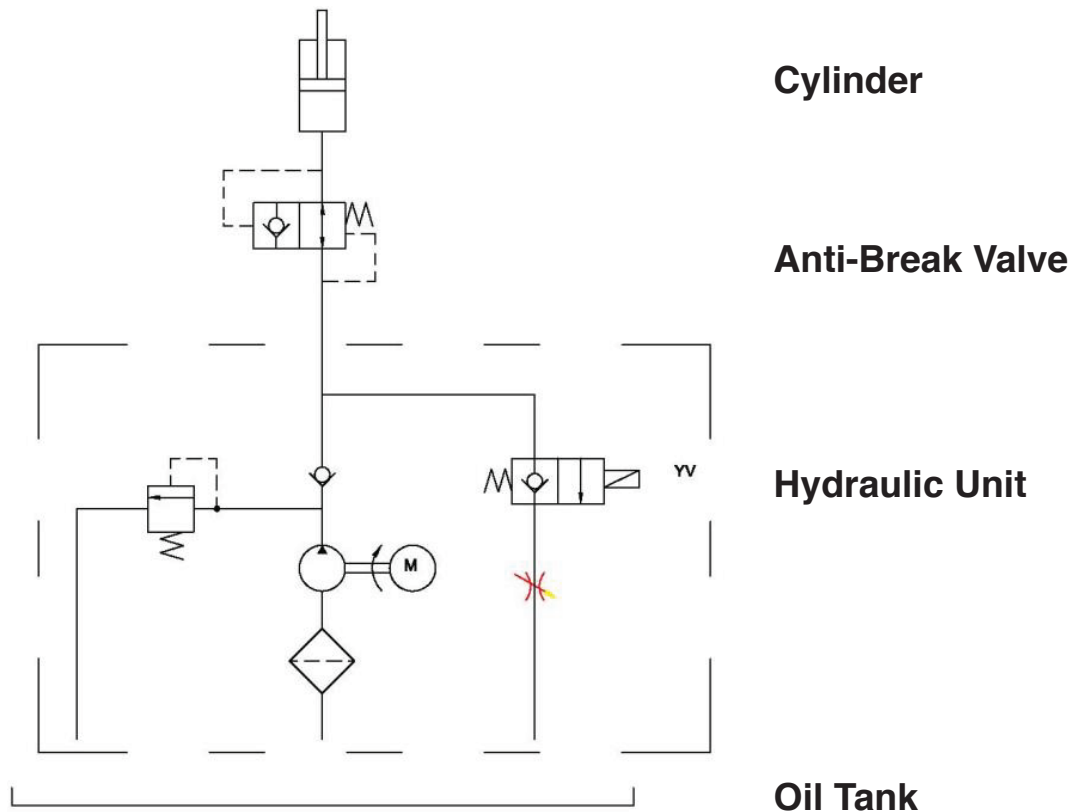 Cylinder
Anti-Break Valve
YV
Hydraulic Unit
M
Oil Tank